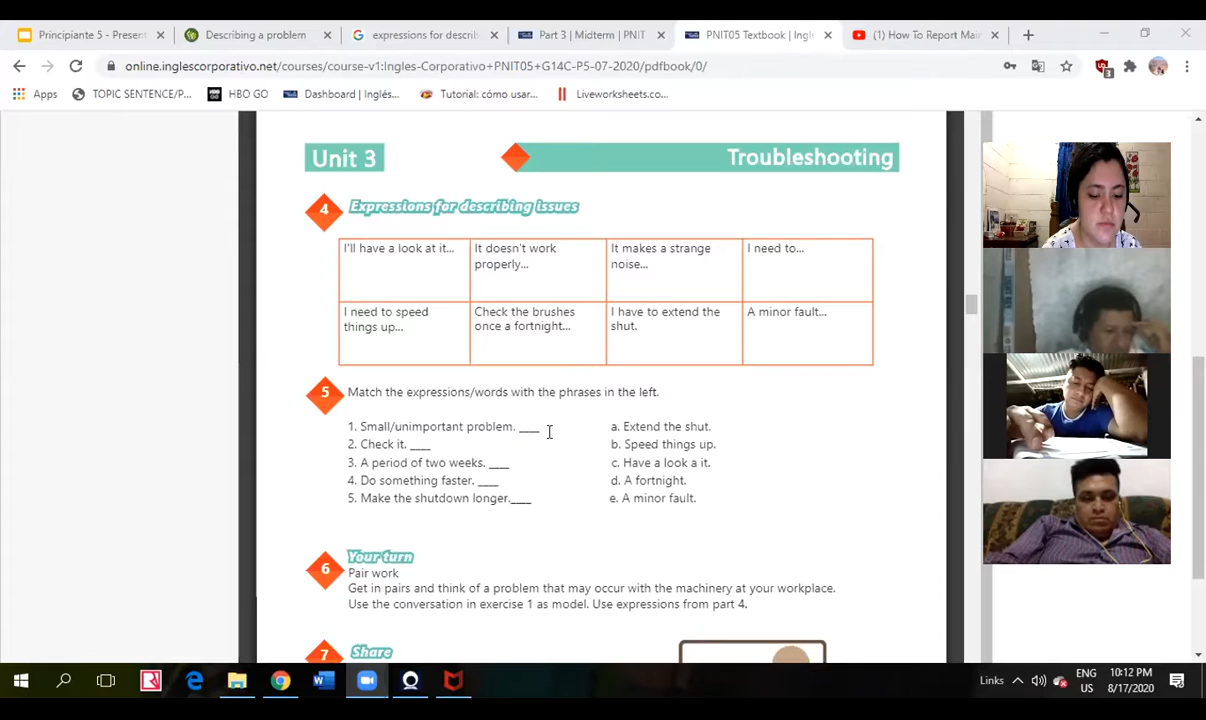 Principiante 5 - Present
Describing a problem
expressions for describ
Part 3 | Midterm | PNIT
PNIT05 Textbook | Ingle
(1) How To Report Main
online.inglescorporativo.net/courses/course-v1:Ingles-Corporativo+PNIT05+G14C-P5-07-2020/pdfbook/0/
3
Apps
TOPIC SENTENCE/P...
HBO GO
Dashboard | Inglés...
Tutorial: cómo usar...
Liveworksheets.co...
Unit 3
Troubleshooting
4 Expressions for describing issues
I'll have a look at it...
It doesn't work
properly...
It makes a strange
noise...
I need to...
I need to speed
things up...
Check the brushes
once a fortnight...
I have to extend the
shut.
A minor fault...
5 Match the expressions/words with the phrases in the left.
1. Small/unimportant problem. ____
2. Check it. ____
3. A period of two weeks. ____
4. Do something faster. ____
5. Make the shutdown longer.____
a. Extend the shut.
b. Speed things up.
c. Have a look a it.
d. A fortnight.
e. A minor fault.
6 Your turn
Pair work
Get in pairs and think of a problem that may occur with the machinery at your workplace.
Use the conversation in exercise 1 as model. Use expressions from part 4.
7 Share
Links
ENG
US
10:12 PM
8/17/2020